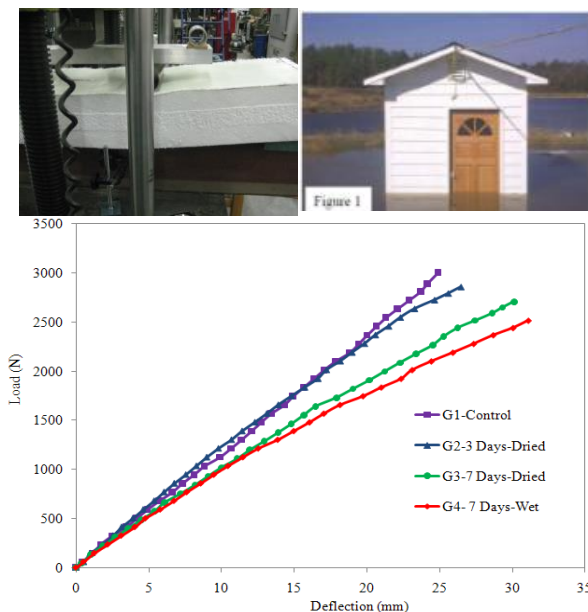 Figure 1
3500
3000
2500
2000
1500
1000
500
0
Load (N)
G1-Control
G2-3 Days-Dried
G3-7 Days-Dried
G4- 7 Days-Wet
0 5 10 15 20 25 30 35
Deflection (mm)